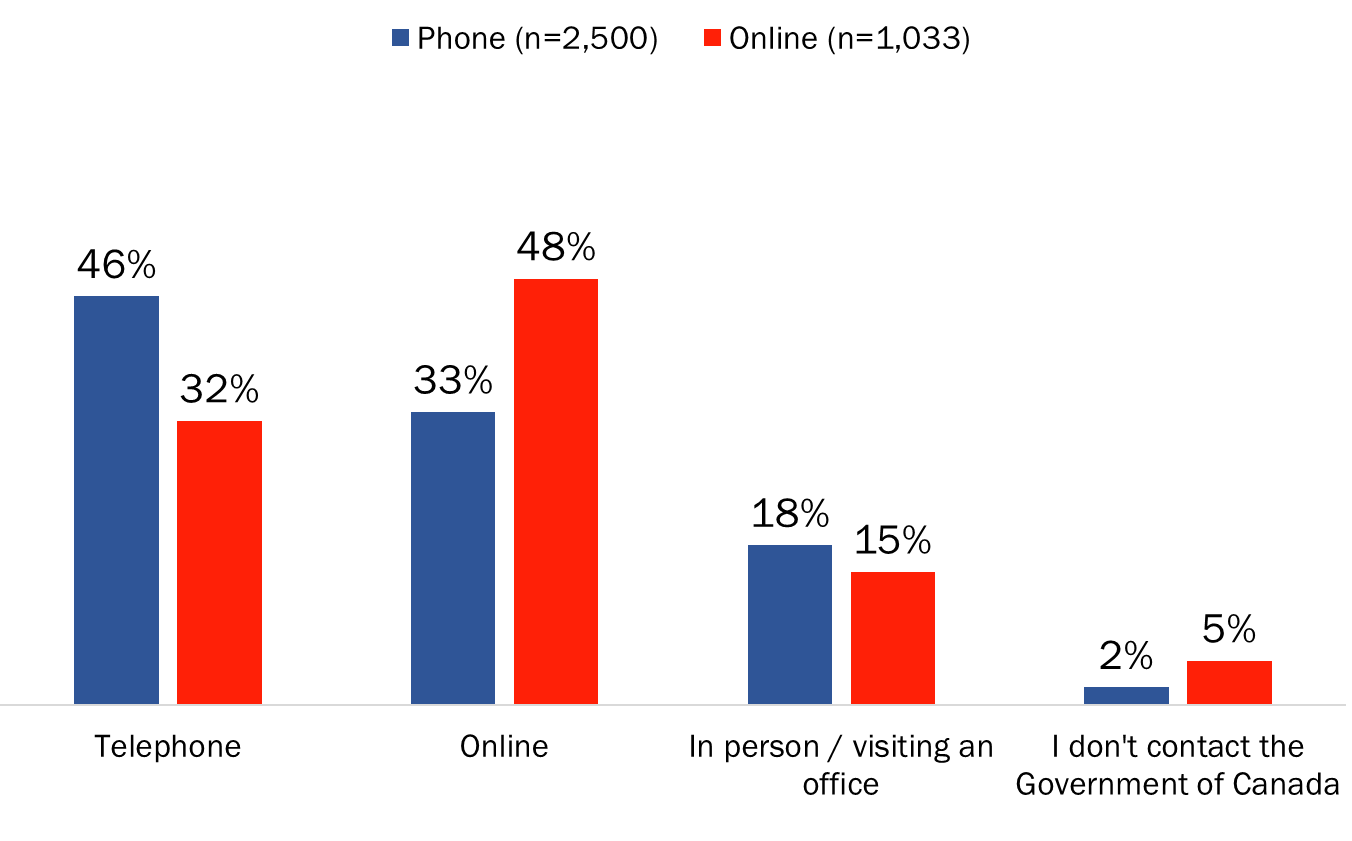 Phone (n=2,500) Online (n=1,033)
46%
32%
33%
48%
18%
15%
2%
5%
Telephone
Online
In person / visiting an
office
I don't contact the
Government of Canada